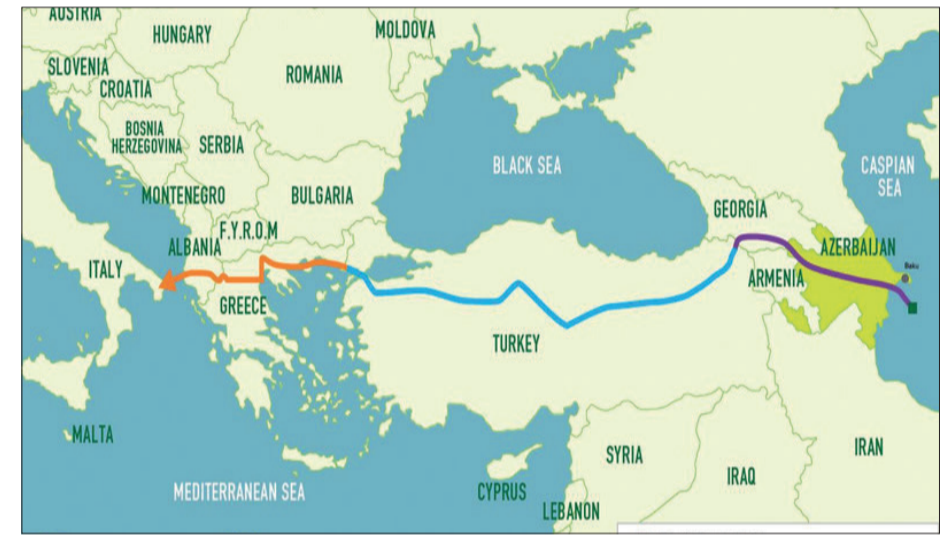 AUSTRIA
HUNGARY
MOLDOVA
SLOVENIA
CROATIA
ROMANIA
BOSNIA
HERZEGOVINA
SERBIA
BLACK SEA
CASPIAN
SEA
MONTENEGRO
BULGARIA
GEORGIA
F.Y.R.O.M
ALBANIA
AZERBAIJAN
ITALY
Baku
ARMENIA
GREECE
TURKEY
MALTA
SYRIA
IRAN
IRAQ
MEDITERRANEAN SEA
CYPRUS
LEBANON